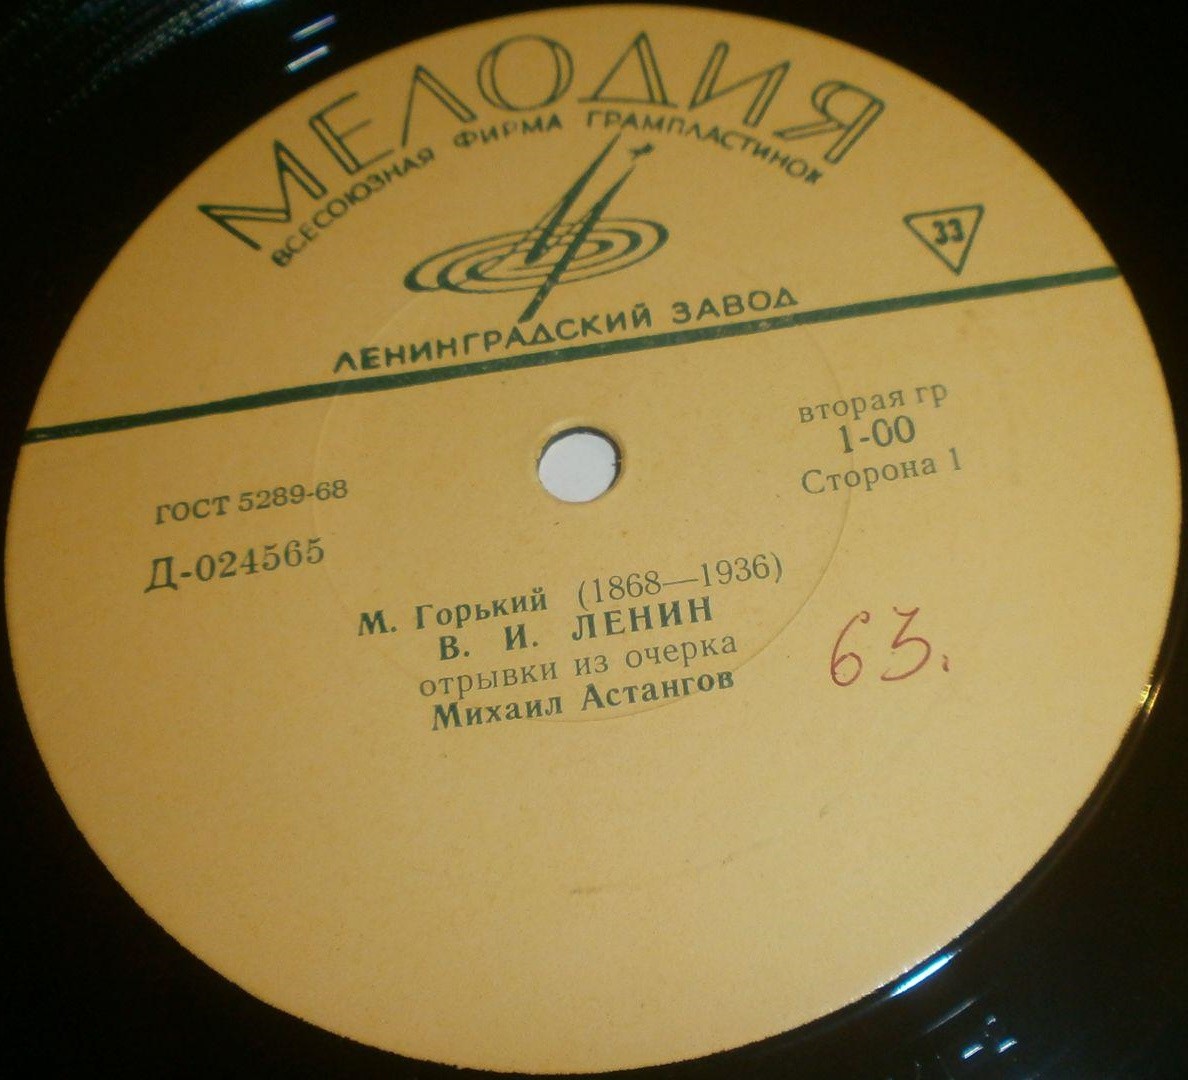 МЕЛОДИЯ
ВСЕСОЮЗНАЯ ФИРМА ГРАМПЛАСТИНОК
33
ЛЕНИНГРАДСКИЙ ЗАВОД
ГОСТ 5289-68
Д-024565
вторая гр
1-00
Сторона 1
М. Горький (1868—1936)
В. И. ЛЕНИН
отрывки из очерка
Михаил Астангов
63.